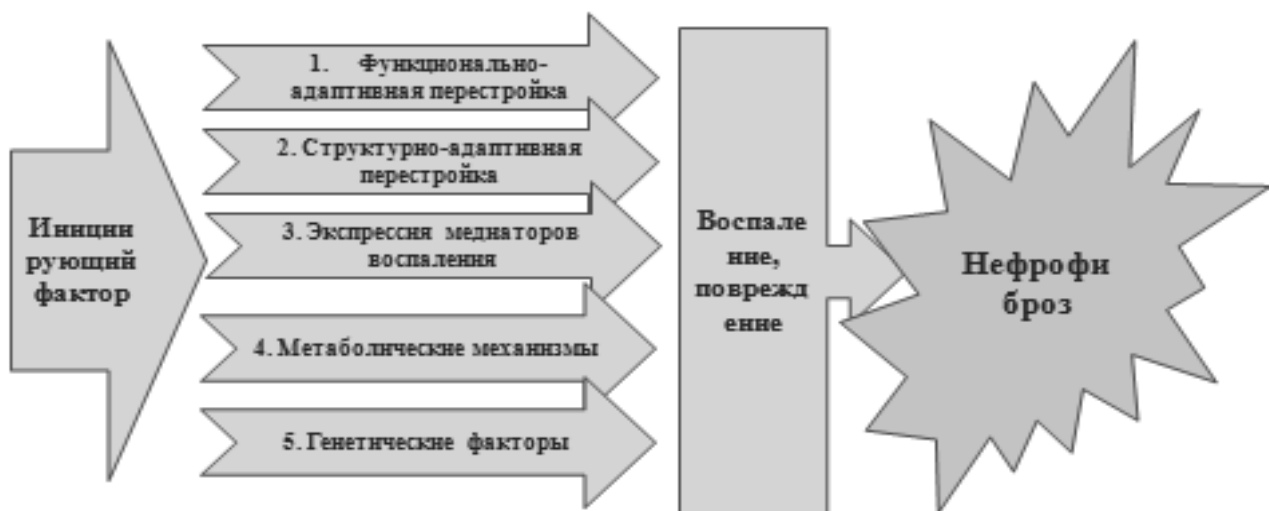 Иниции
рующий
фактор
1. Функционально-
адаптивная перестройка
2. Структурно-адаптивная
перестройка
3. Экспрессия медиаторов
воспаления
4. Метаболические механизмы
5. Генетические факторы
Воспале
ние,
поврежд
ение
Нефрофи
броз